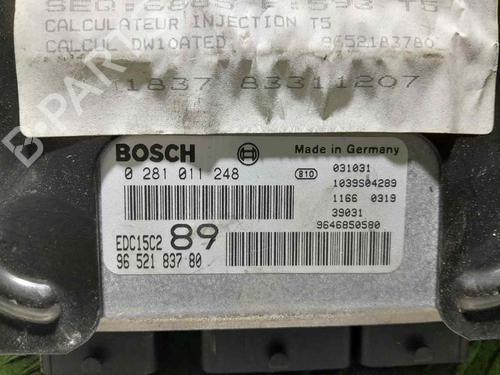 CALCULATEUR INJECTION T5
CALCUL DW10ATED 9652183780
1837 83311207
BOSCH Made in Germany
0 281 011 248 810 031031
1039S04289
1166 0319
39031
EDC15C2 89 9646850580
96 521 837 80
B PART